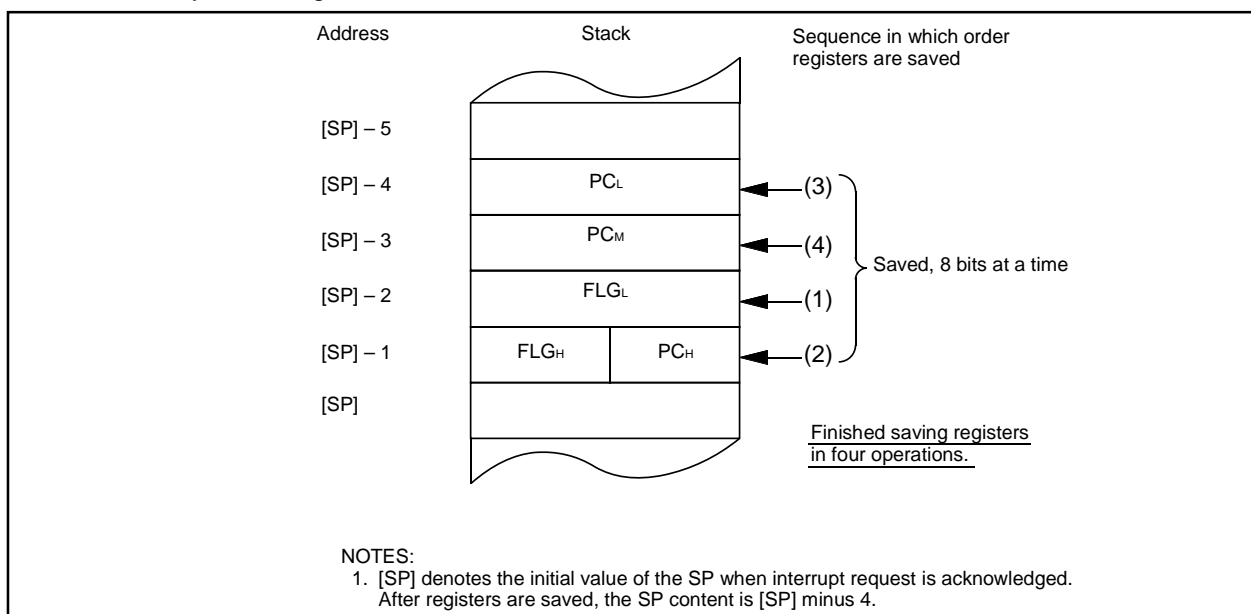 Address Stack Sequence in which order
registers are saved
[SP] – 5
[SP] – 4 PCL (3)
[SP] – 3 PCM (4)
Saved, 8 bits at a time
[SP] – 2 FLGL (1)
[SP] – 1 FLGH PCH (2)
[SP]
Finished saving registers
in four operations.
NOTES:
1. [SP] denotes the initial value of the SP when interrupt request is acknowledged.
After registers are saved, the SP content is [SP] minus 4.